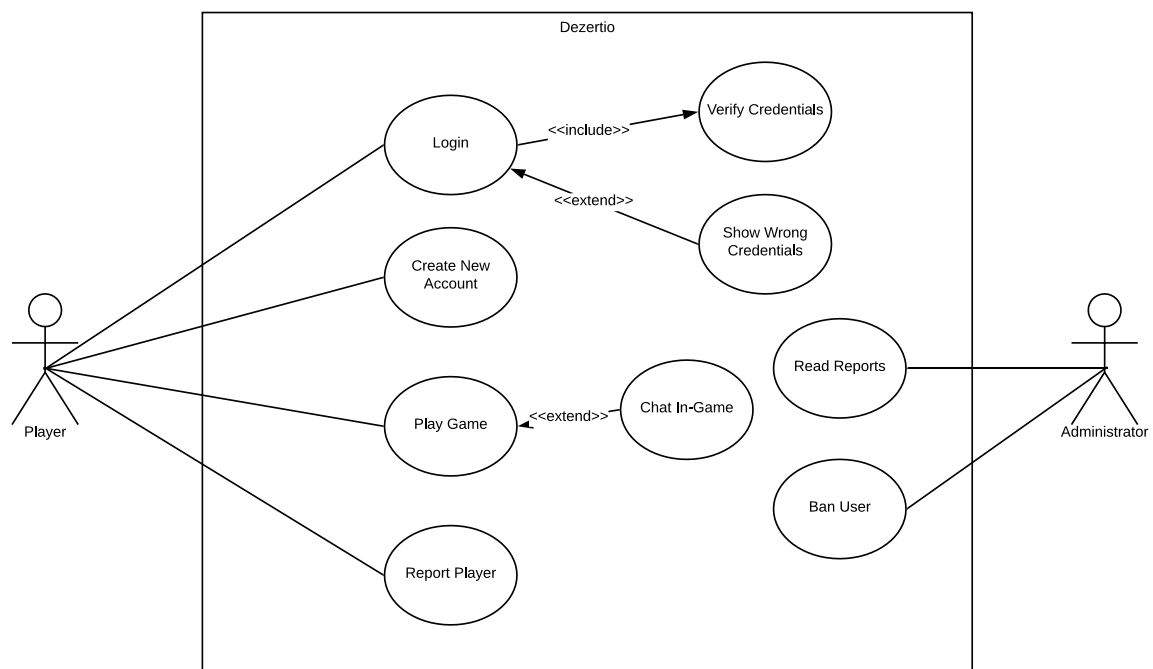 Dezertio
Verify Credentials
Login
<<include>>
<<extend>>
Show Wrong
Credentials
Create New
Account
Read Reports
Play Game
<<extend>>
Chat In-Game
Player
Administrator
Ban User
Report Player